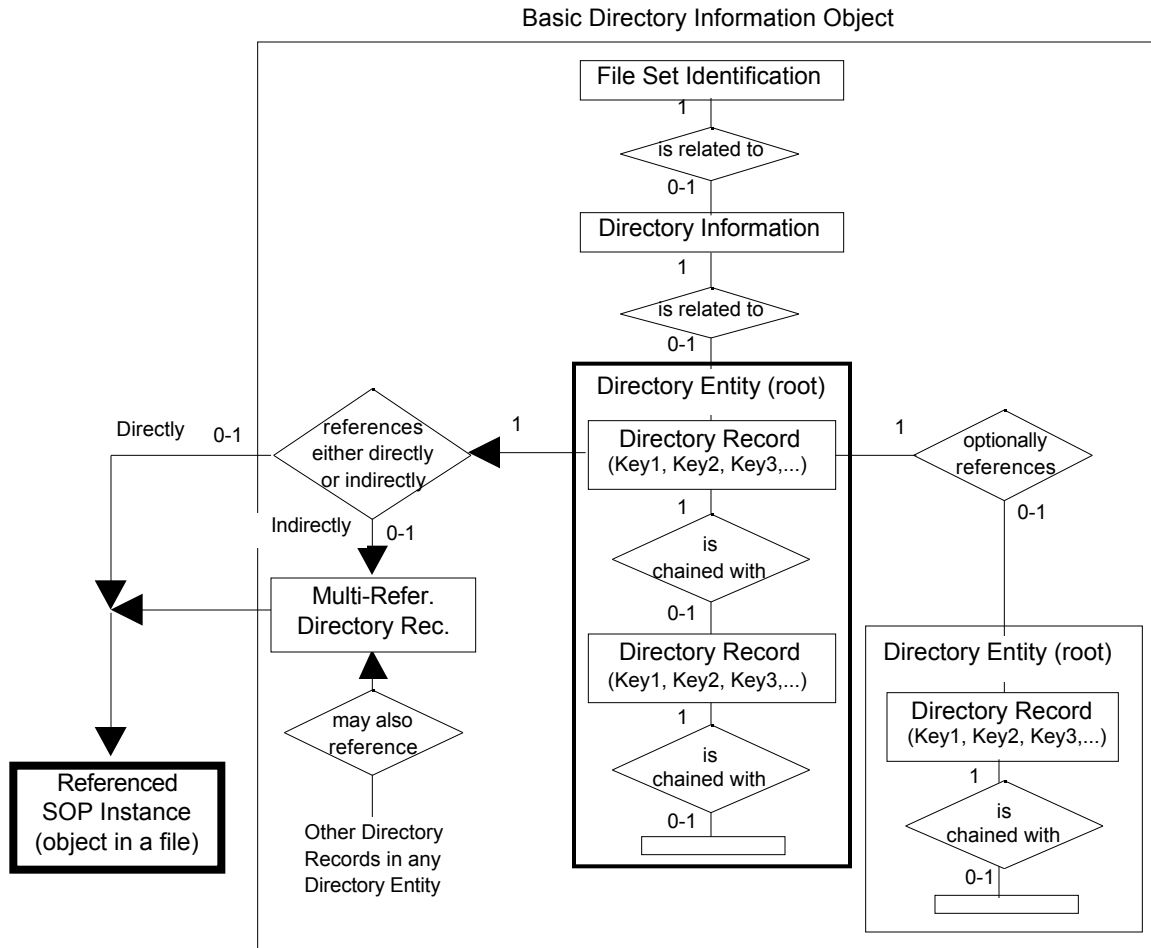 Basic Directory Information Object
File Set Identification
1
is related to
0-1
Directory Information
1
is related to
0-1
Directory Entity (root)
Directory Record
(Key1, Key2, Key3,...)
1
is
chained with
0-1
Directory Record
(Key1, Key2, Key3,...)
1
is
chained with
0-1
1
references
either directly
or indirectly
Directly
0-1
Indirectly
0-1
Multi-Refer.
Directory Rec.
may also
reference
Other Directory
Records in any
Directory Entity
Referenced
SOP Instance
(object in a file)
1
optionally
references
0-1
Directory Entity (root)
Directory Record
(Key1, Key2, Key3,...)
1
is
chained with
0-1